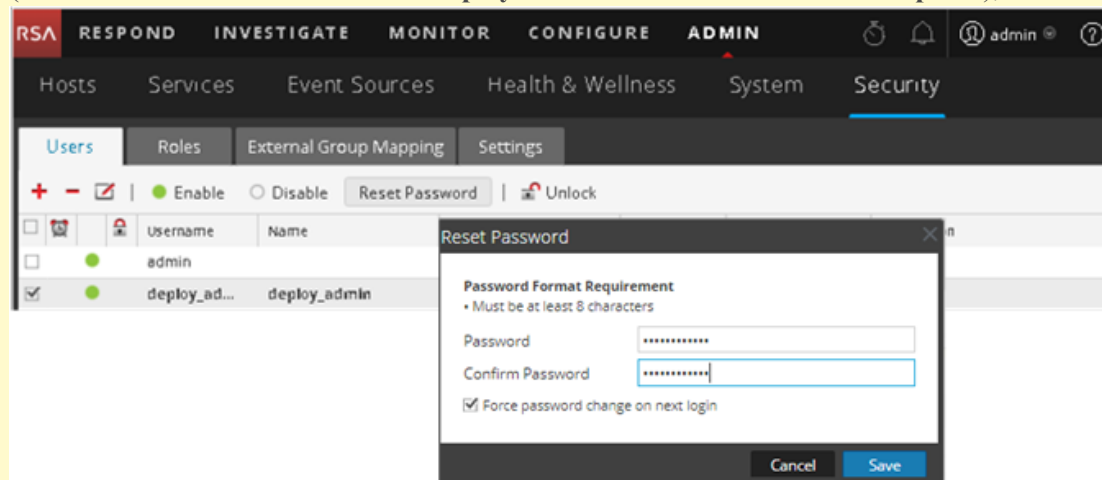 RSA RESPOND INVESTIGATE MONITOR CONFIGURE ADMIN admin
Hosts Services Event Sources Health & Wellness System Security
Users Roles External Group Mapping Settings
Enable Disable Reset Password | Unlock
Username Name
admin
deploy_ad... deploy_admin
Reset Password
Password Format Requirement
• Must be at least 8 characters
Password ••••••••••••
Confirm Password ••••••••••••
Force password change on next login
Cancel Save